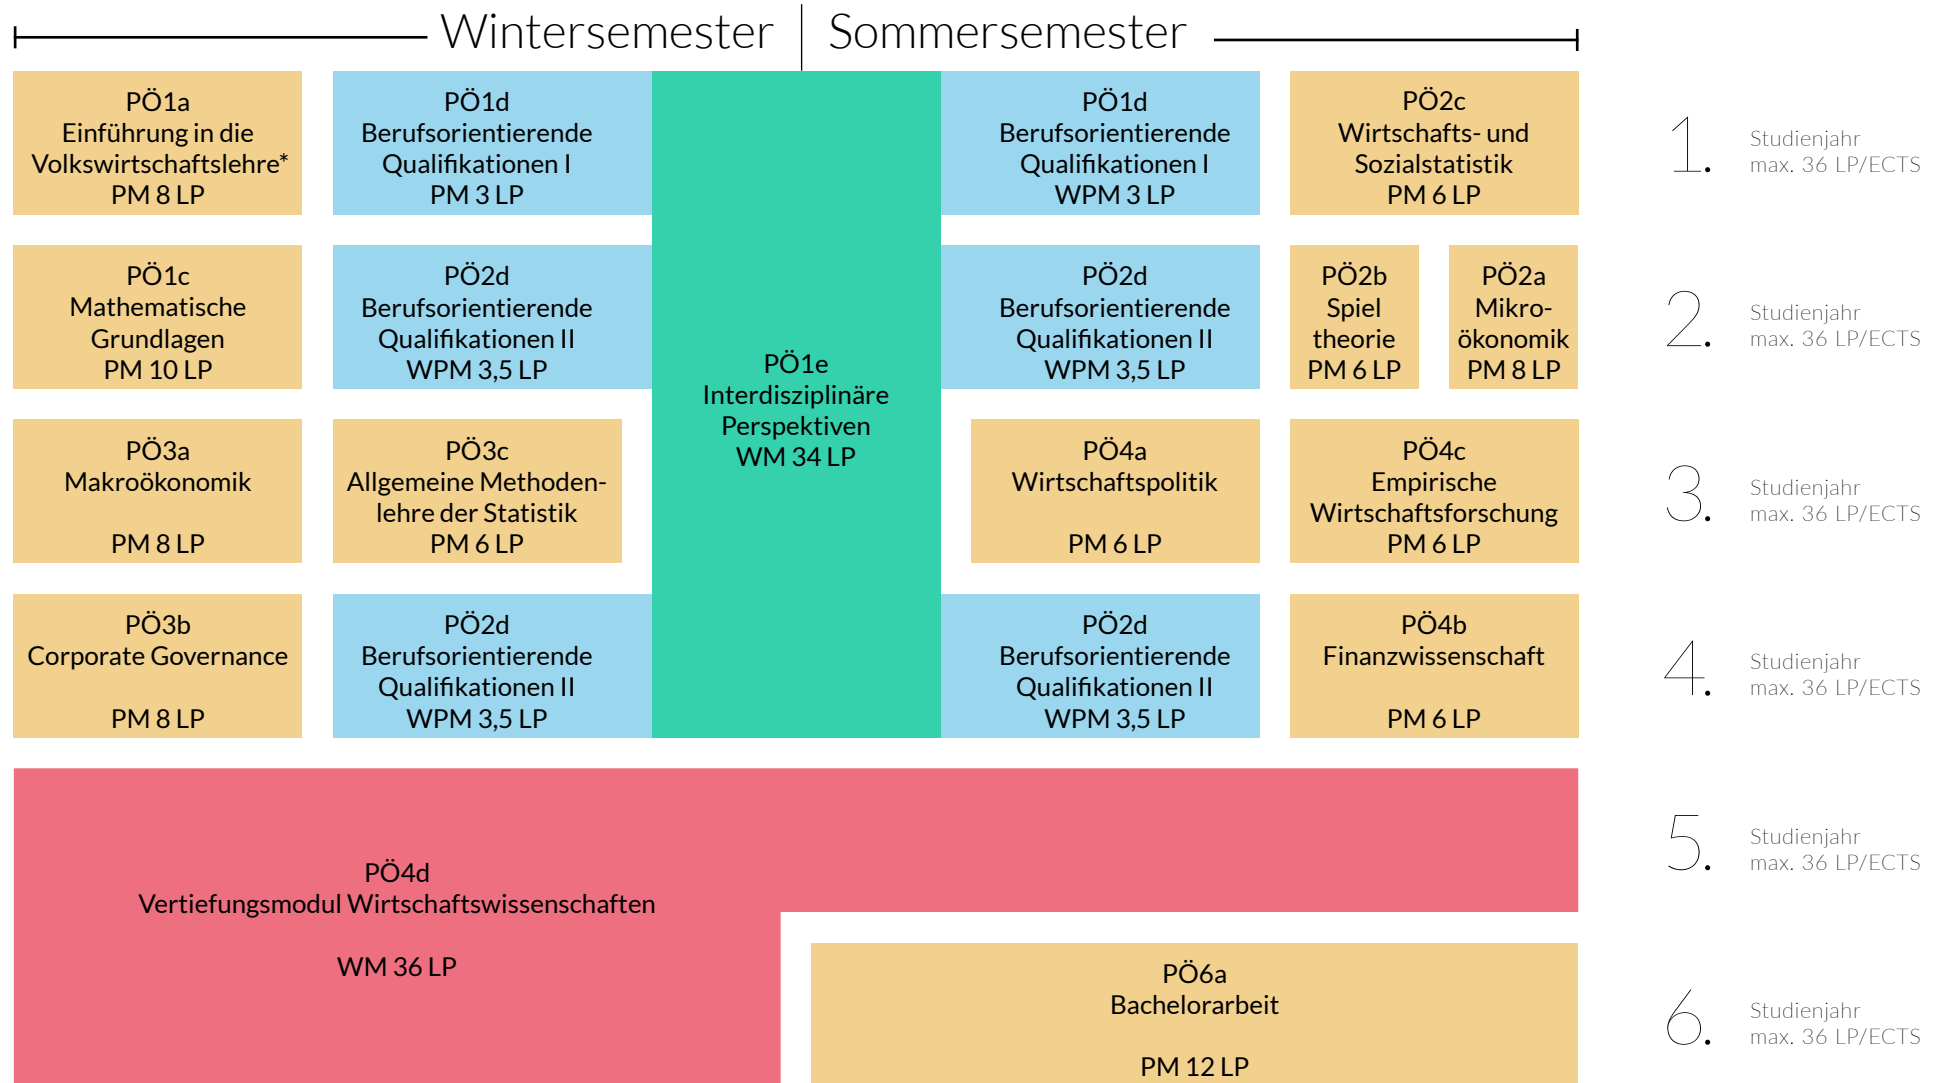 Wintersemester
Sommersemester
PÖ1a
Einführung in die
Volkswirtschaftslehre*
PM 8 LP
PÖ1d
Berufsorientierende
Qualifikationen I
PM 3 LP
PÖ1d
Berufsorientierende
Qualifikationen I
WPM 3 LP
PÖ2c
Wirtschafts- und
Sozialstatistik
PM 6 LP
1.
Studienjahr
max. 36 LP/ECTS
PÖ1c
Mathematische
Grundlagen
PM 10 LP
PÖ2d
Berufsorientierende
Qualifikationen II
WPM 3,5 LP
PÖ1e
Interdisziplinäre
Perspektiven
WM 34 LP
PÖ2d
Berufsorientierende
Qualifikationen II
WPM 3,5 LP
PÖ2b
Spiel
theorie
PM 6 LP
PÖ2a
Mikro-
ökonomik
PM 8 LP
2.
Studienjahr
max. 36 LP/ECTS
PÖ3a
Makroökonomik
PM 8 LP
PÖ3c
Allgemeine Methoden-
lehre der Statistik
PM 6 LP
PÖ4a
Wirtschaftspolitik
PM 6 LP
PÖ4c
Empirische
Wirtschaftsforschung
PM 6 LP
3.
Studienjahr
max. 36 LP/ECTS
PÖ3b
Corporate Governance
PM 8 LP
PÖ2d
Berufsorientierende
Qualifikationen II
WPM 3,5 LP
PÖ2d
Berufsorientierende
Qualifikationen II
WPM 3,5 LP
PÖ4b
Finanzwissenschaft
PM 6 LP
4.
Studienjahr
max. 36 LP/ECTS
PÖ4d
Vertiefungsmodul Wirtschaftswissenschaften
WM 36 LP
5.
Studienjahr
max. 36 LP/ECTS
PÖ6a
Bachelorarbeit
PM 12 LP
6.
Studienjahr
max. 36 LP/ECTS